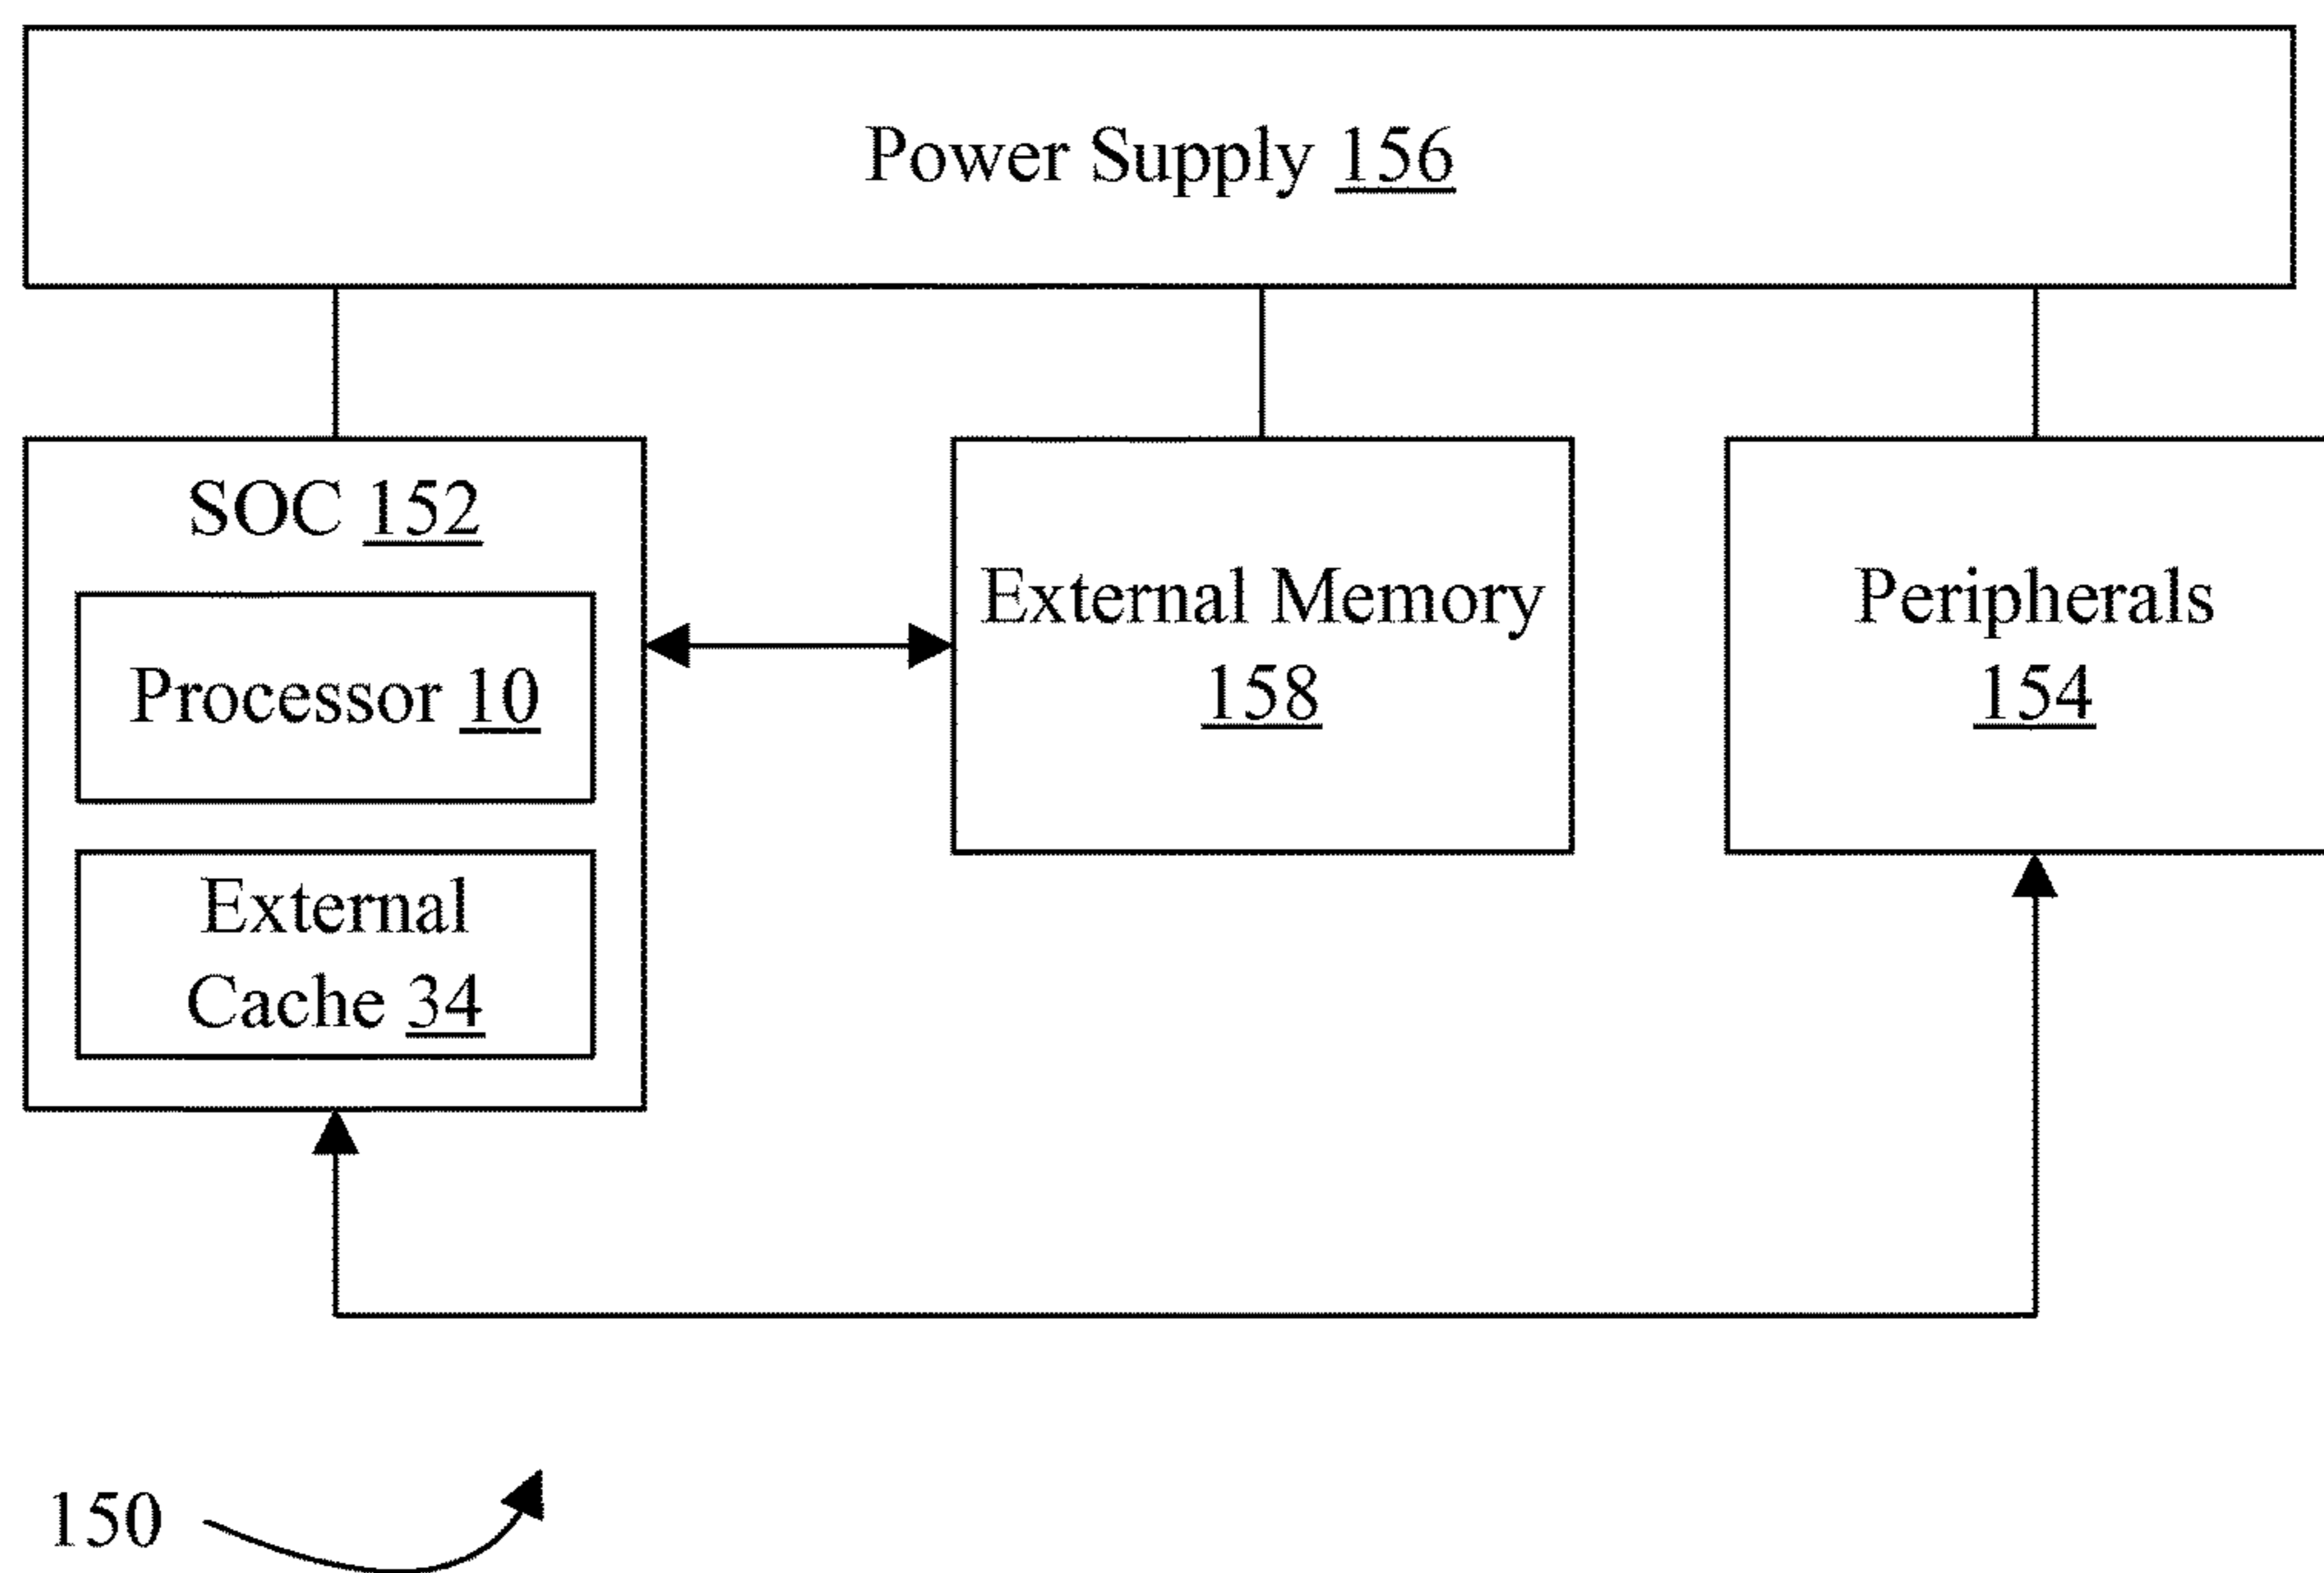 Power Supply 156
SOC 152
Processor 10
External
Cache 34
External Memory
158
Peripherals
154
150